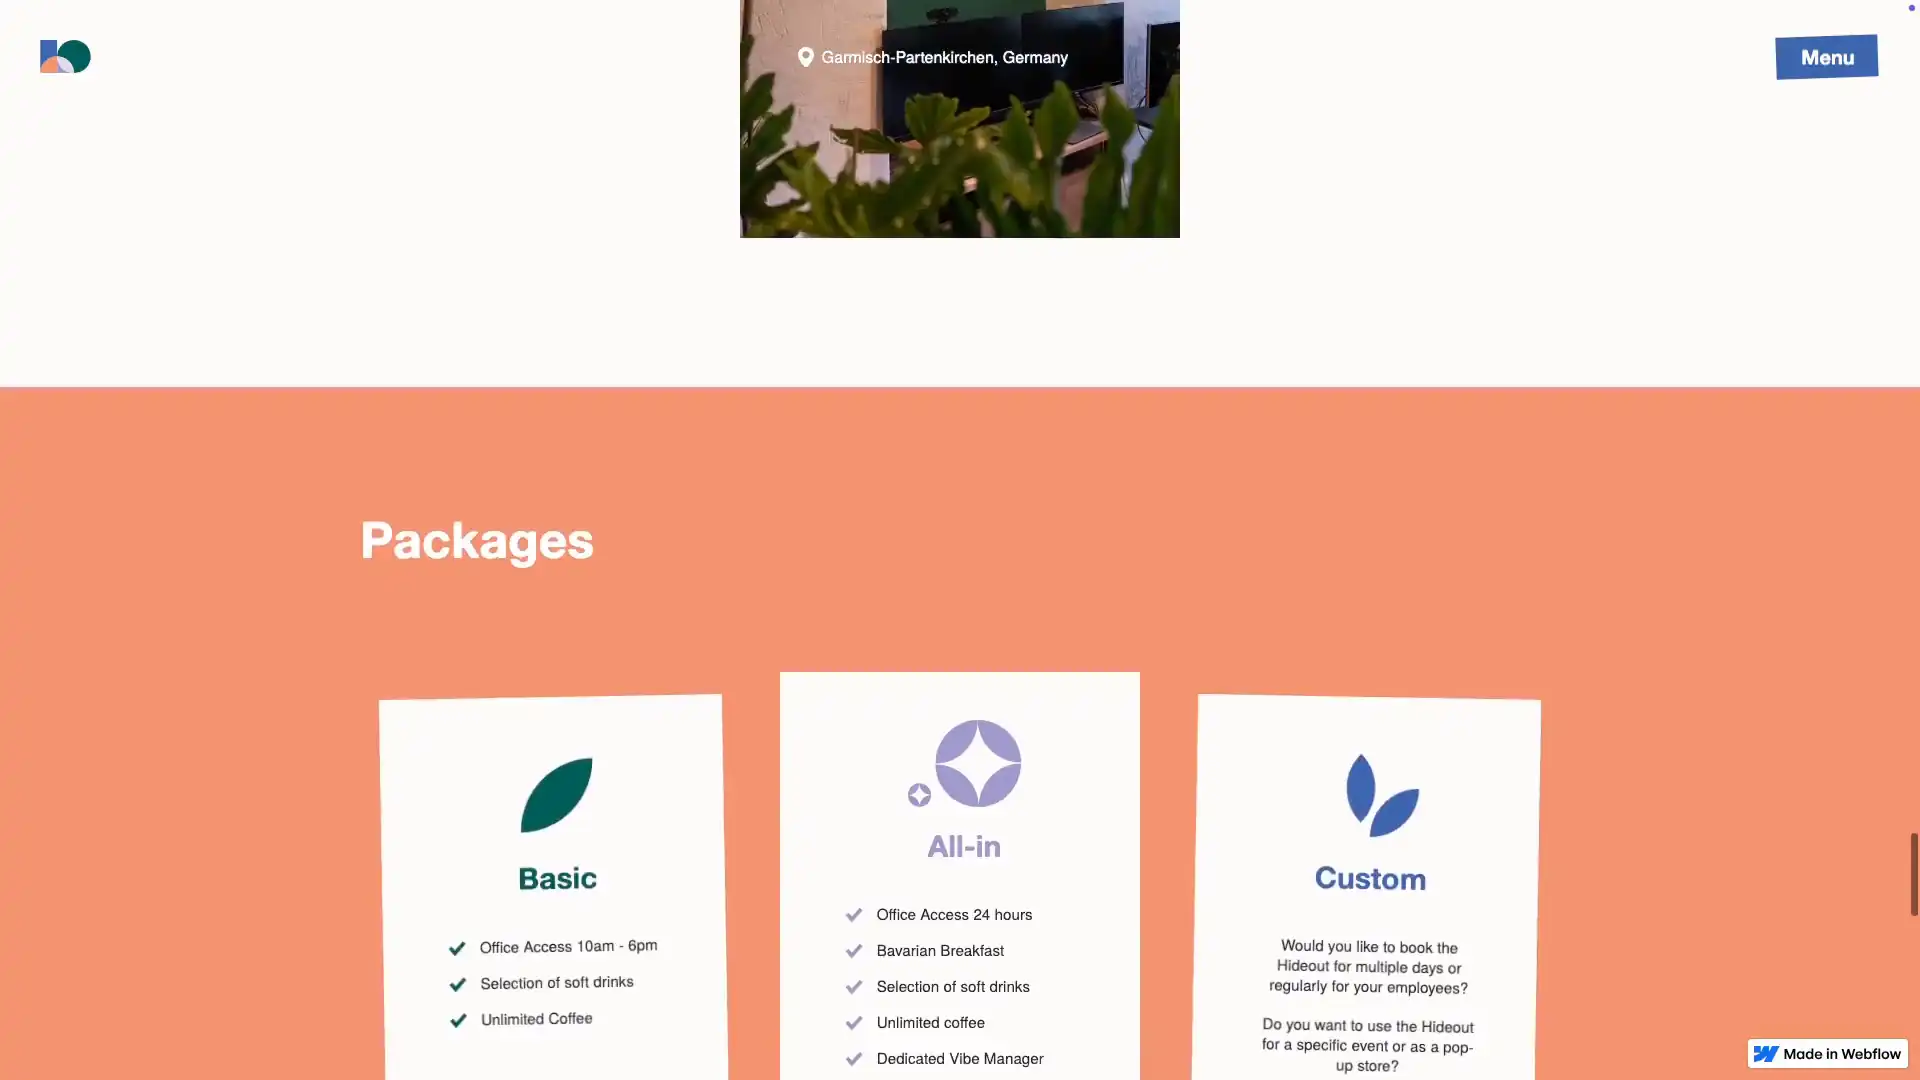 Garmisch-Partenkirchen, Germany
Menu
Packages
Basic
Office Access 10am - 6pm
Selection of soft drinks
Unlimited Coffee
All-in
Office Access 24 hours
Bavarian Breakfast
Selection of soft drinks
Unlimited coffee
Dedicated Vibe Manager
Custom
Would you like to book the
Hideout for multiple days or
regularly for your employees?
Do you want to use the Hideout
for a specific event or as a pop-
up store?
Made in Webflow